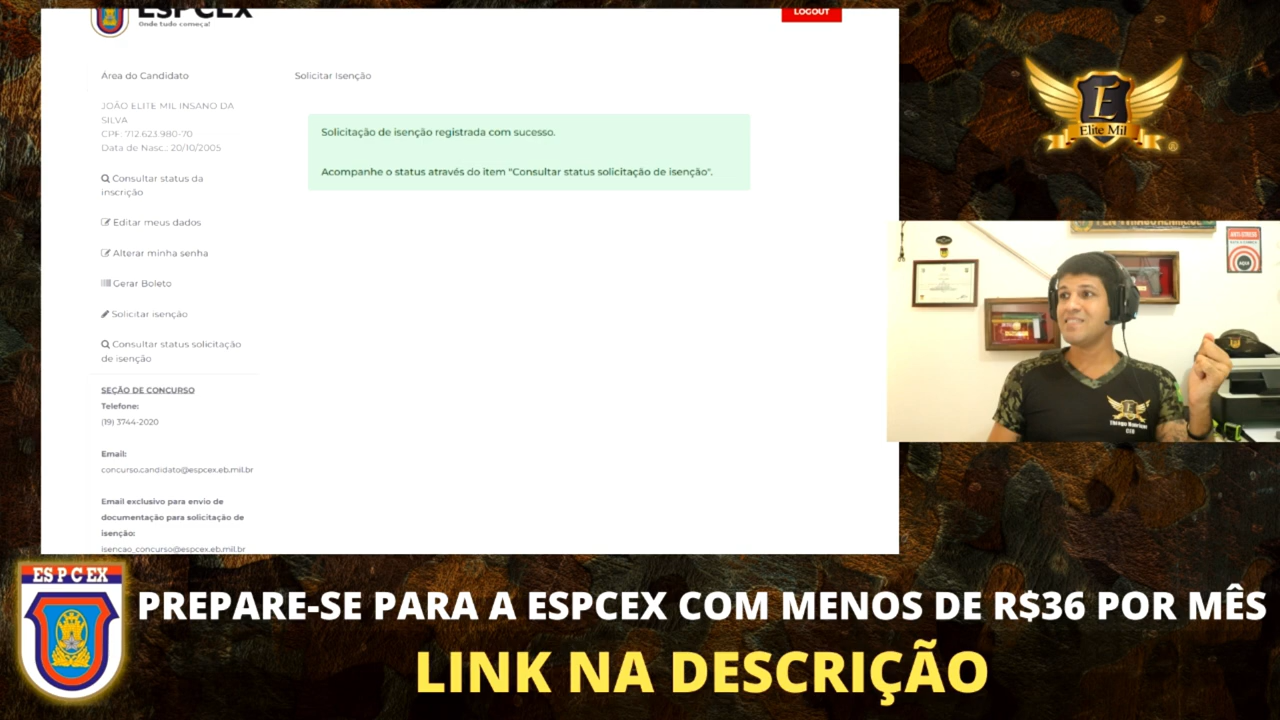 ESPCEX
Onde tudo começa!
LOGOUT
Área do Candidato
Solicitar Isenção
JOÃO ELITE MIL INSANO DA
SILVA
CPF: 712.623.980-70
Data de Nasc.: 20/10/2005
Solicitação de isenção registrada com sucesso.
Acompanhe o status através do item "Consultar status solicitação de isenção".
Consultar status da
inscrição
Editar meus dados
Alterar minha senha
Gerar Boleto
Solicitar isenção
Consultar status solicitação
de isenção
SEÇÃO DE CONCURSO
Telefone:
(19) 3744-2020
Email:
concurso.candidato@espcex.eb.mil.br
Email exclusivo para envio de
documentação para solicitação de
isenção:
isencao_concurso@espcex.eb.mil.br
E
Elite Mil
®
Thiago Henrique
CEO
ESPCEX
PREPARE-SE PARA A ESPCEX COM MENOS DE R$36 POR MÊS
LINK NA DESCRIÇÃO